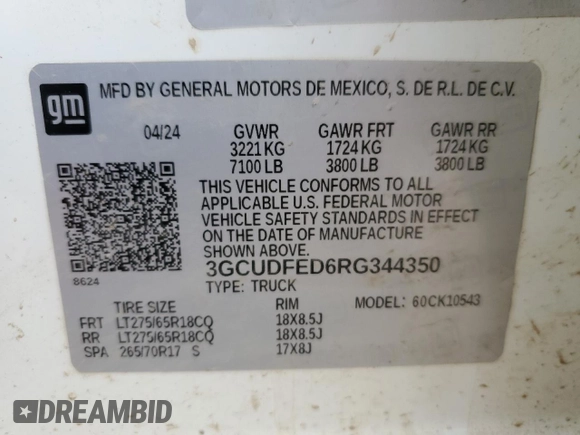 gm
MFD BY GENERAL MOTORS DE MEXICO, S. DE R.L. DE C.V.
04/24 GVWR GAWR FRT GAWR RR
3221 KG 1724 KG 1724 KG
7100 LB 3800 LB 3800 LB
THIS VEHICLE CONFORMS TO ALL
APPLICABLE U.S. FEDERAL MOTOR
VEHICLE SAFETY STANDARDS IN EFFECT
ON THE DATE OF MANUFACTURE
SHOWN ABOVE.
8624 3GCUDFED6RG344350
TYPE: TRUCK MODEL: 60CK10543
TIRE SIZE RIM
FRT LT275/65R18CQ 18X8.5J
RR LT275/65R18CQ 18X8.5J
SPA 265/70R17 S 17X8J
DREAMBID